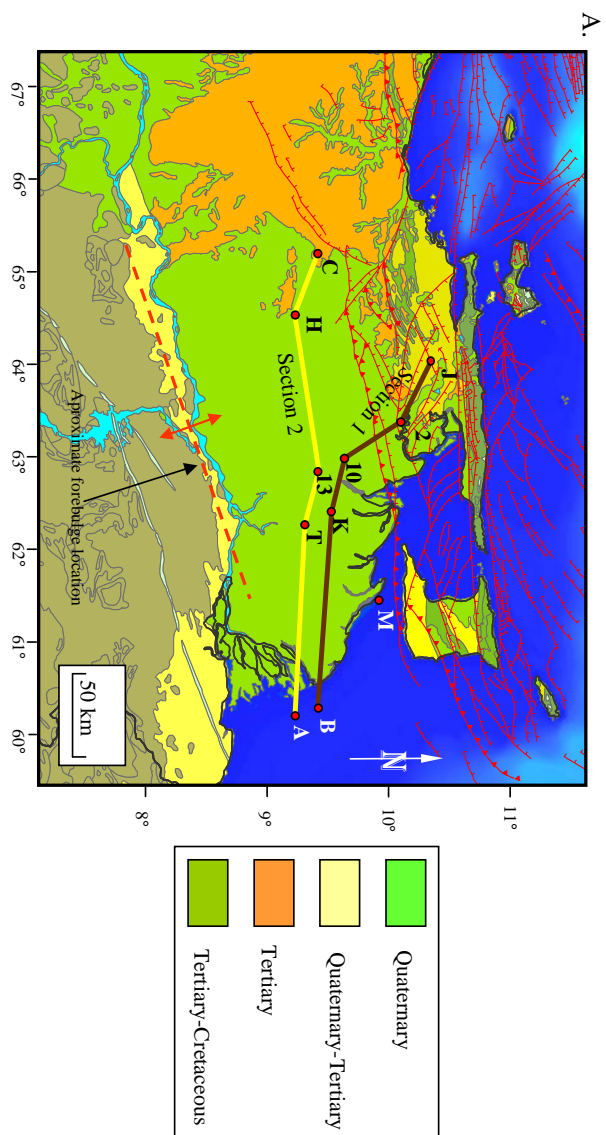 A.
67°
66°
65°
64°
63°
62°
61°
60°
8°
9°
10°
11°
C
H
Section 2
13
T
A
J
Section 1
2
10
K
B
M
N
Aproximate forebulge location
50 km
Quaternary
Quaternary-Tertiary
Tertiary
Tertiary-Cretaceous